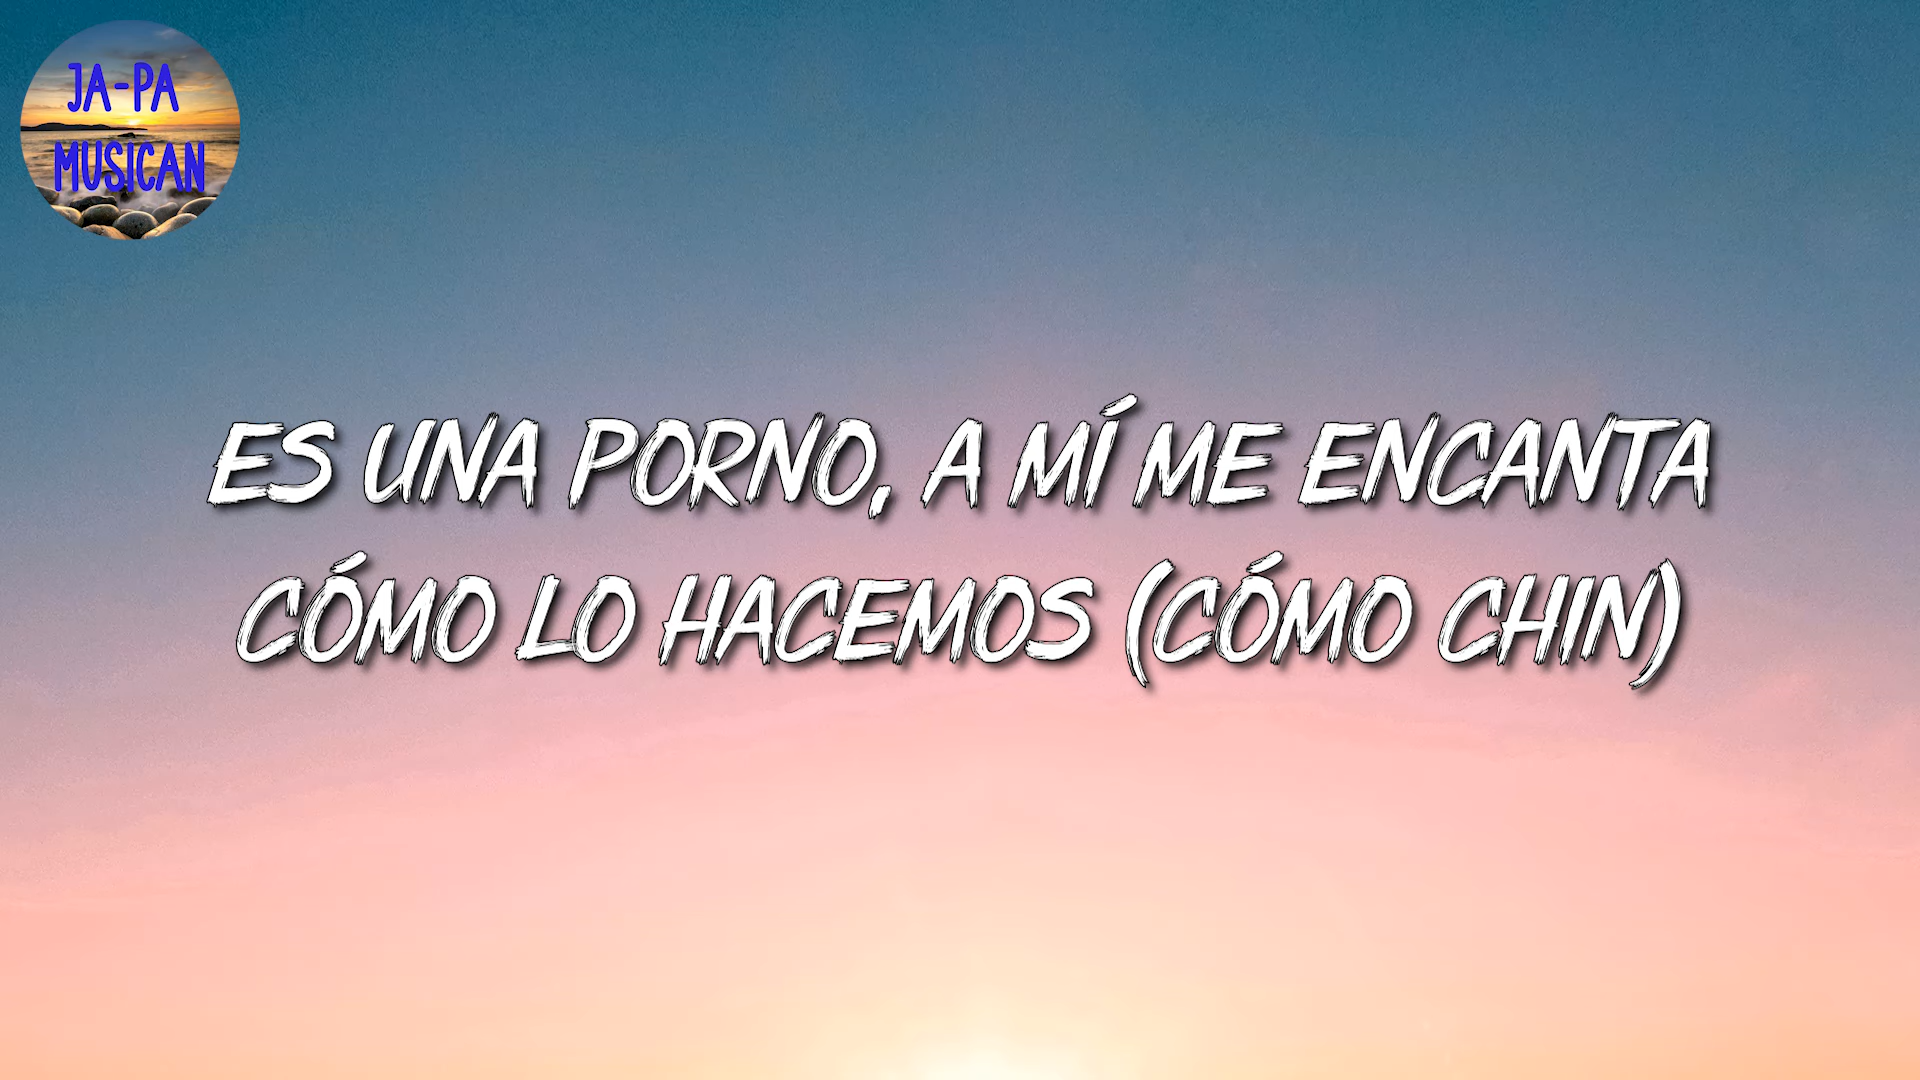 JA-PA
MUSICAN
ES UNA PORNO, A MÍ ME ENCANTA
CÓMO LO HACEMOS (CÓMO CHIN)